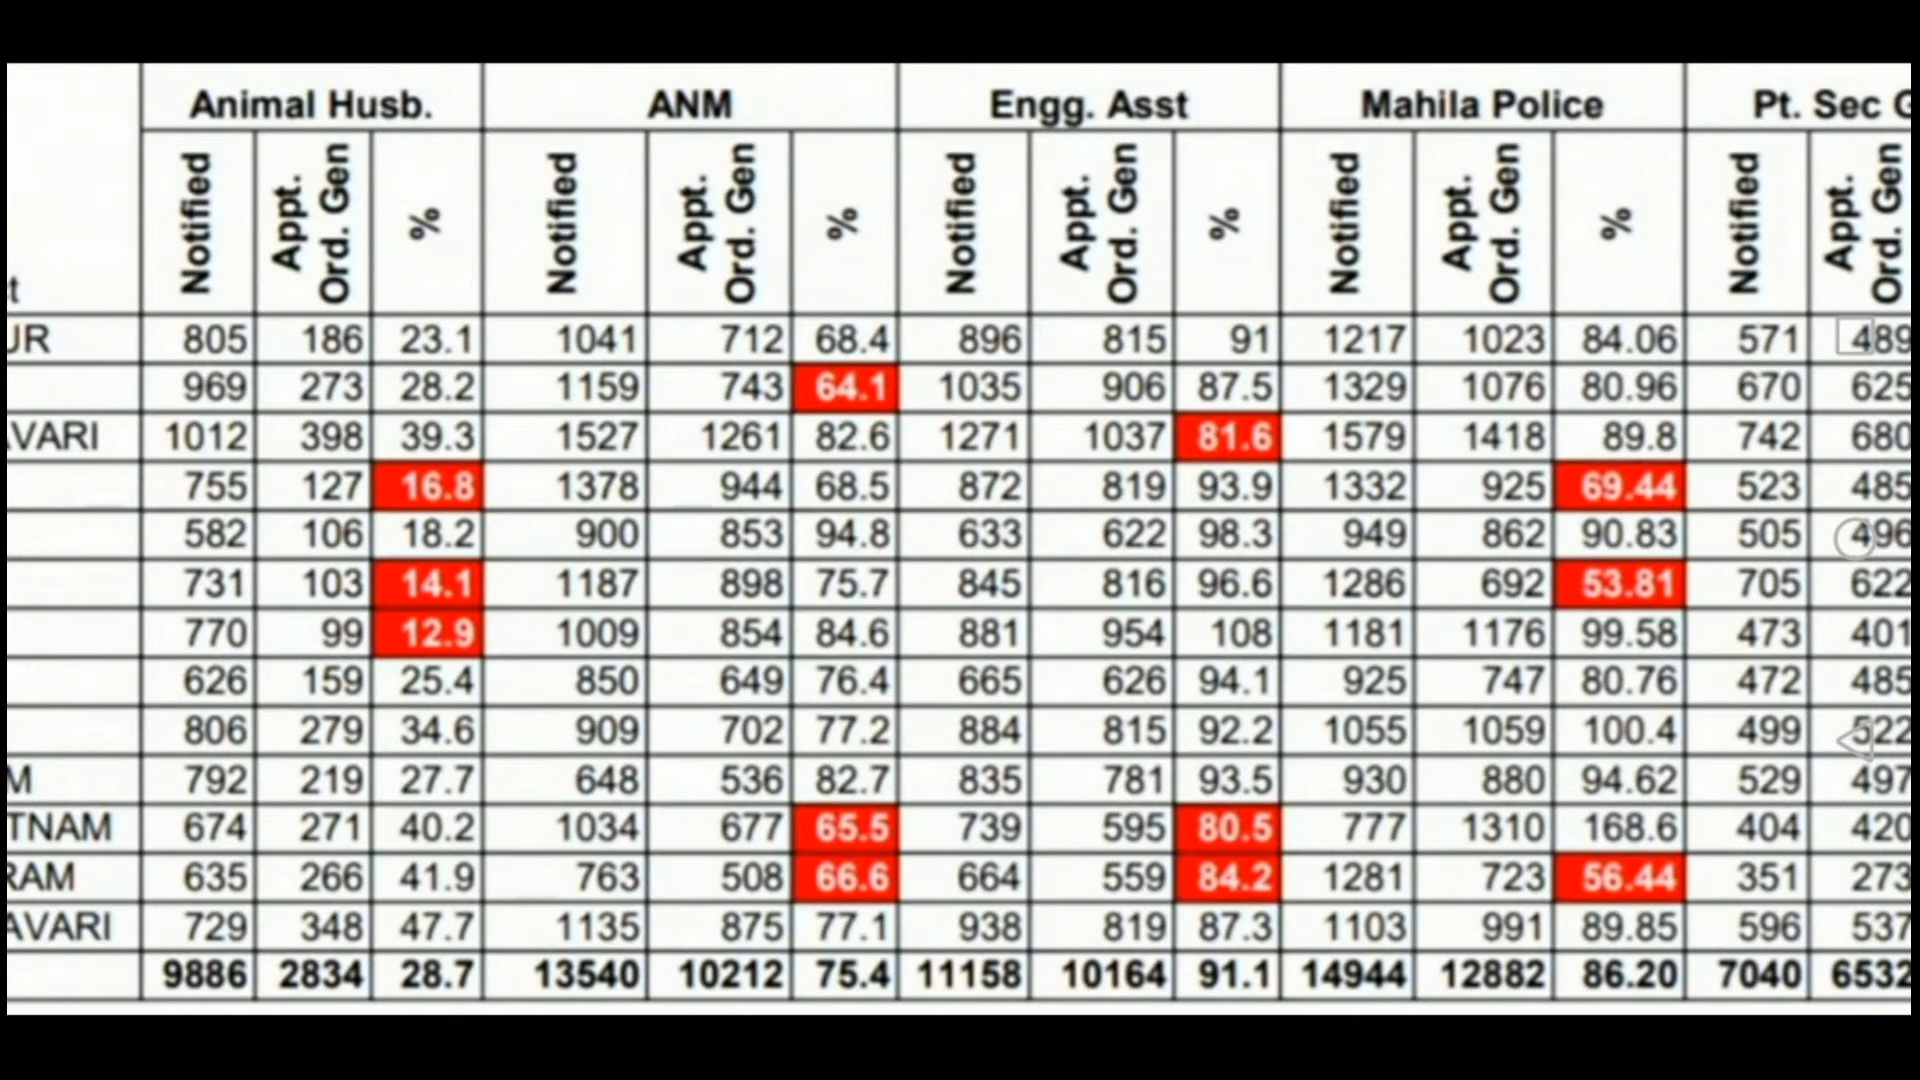 Animal Husb. ANM Engg. Asst Mahila Police Pt. Sec G
t Notified Appt. Ord. Gen % Notified Appt. Ord. Gen % Notified Appt. Ord. Gen % Notified Appt. Ord. Gen % Notified Appt. Ord. Gen
UR 805 186 23.1 1041 712 68.4 896 815 91 1217 1023 84.06 571 489
969 273 28.2 1159 743 64.1 1035 906 87.5 1329 1076 80.96 670 625
AVARI 1012 398 39.3 1527 1261 82.6 1271 1037 81.6 1579 1418 89.8 742 680
755 127 16.8 1378 944 68.5 872 819 93.9 1332 925 69.44 523 485
582 106 18.2 900 853 94.8 633 622 98.3 949 862 90.83 505 496
731 103 14.1 1187 898 75.7 845 816 96.6 1286 692 53.81 705 622
770 99 12.9 1009 854 84.6 881 954 108 1181 1176 99.58 473 401
626 159 25.4 850 649 76.4 665 626 94.1 925 747 80.76 472 485
806 279 34.6 909 702 77.2 884 815 92.2 1055 1059 100.4 499 522
M 792 219 27.7 648 536 82.7 835 781 93.5 930 880 94.62 529 497
TNAM 674 271 40.2 1034 677 65.5 739 595 80.5 777 1310 168.6 404 420
RAM 635 266 41.9 763 508 66.6 664 559 84.2 1281 723 56.44 351 273
AVARI 729 348 47.7 1135 875 77.1 938 819 87.3 1103 991 89.85 596 537
9886 2834 28.7 13540 10212 75.4 11158 10164 91.1 14944 12882 86.20 7040 6532